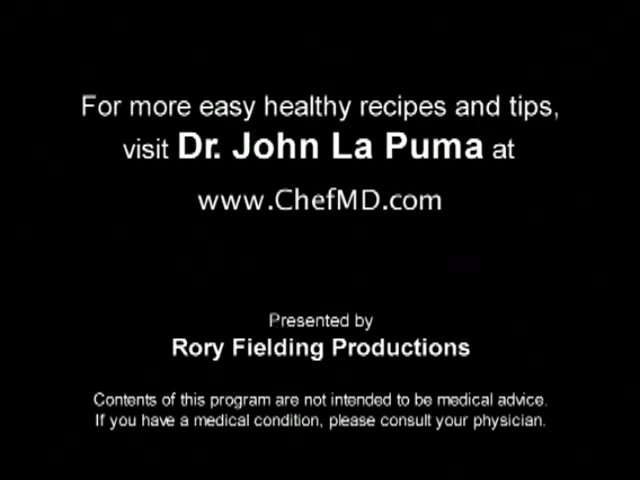 For more easy healthy recipes and tips,
visit Dr. John La Puma at
www.ChefMD.com
Presented by
Rory Fielding Productions
Contents of this program are not intended to be medical advice.
If you have a medical condition, please consult your physician.